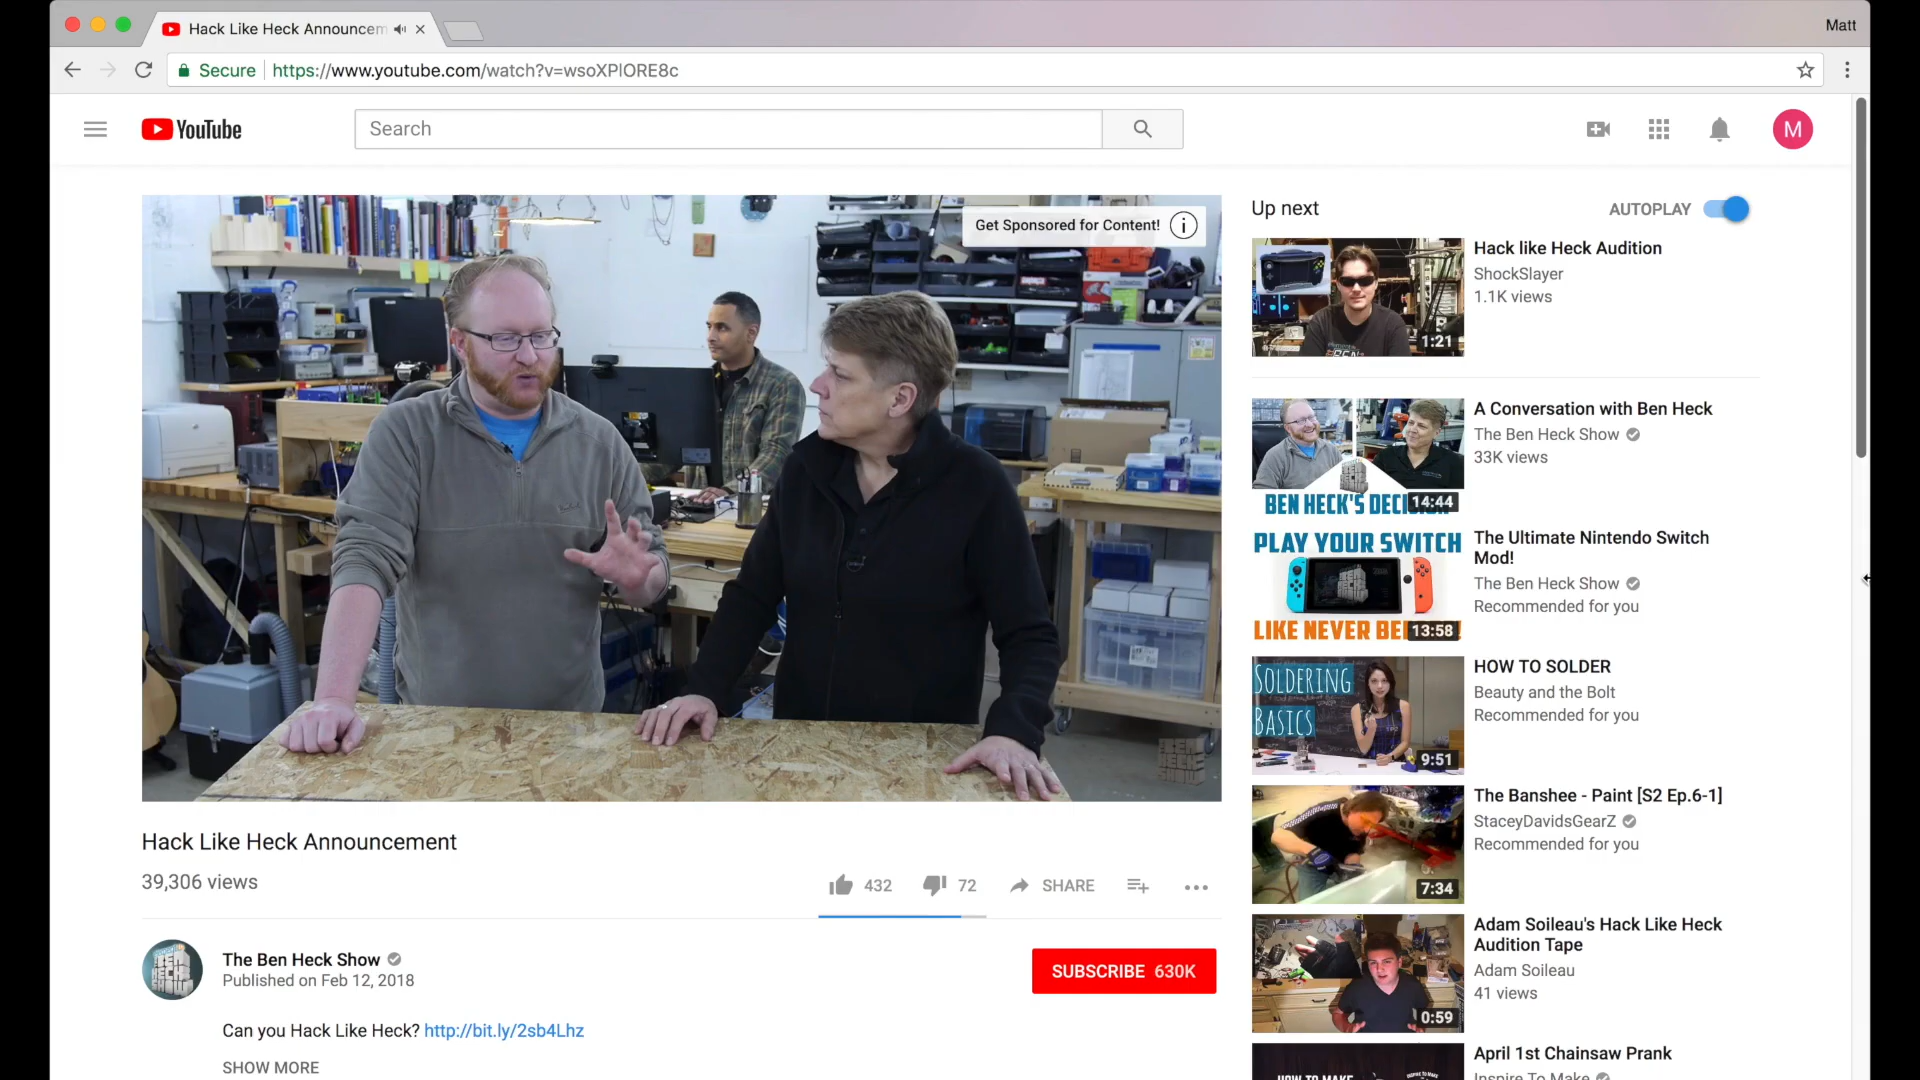 Hack Like Heck Announcem
Matt
Secure
https://www.youtube.com/watch?v=wsoXPlORE8c
YouTube
Search
M
Get Sponsored for Content!
Up next
AUTOPLAY
Hack like Heck Audition
ShockSlayer
1.1K views
1:21
A Conversation with Ben Heck
The Ben Heck Show
33K views
BEN HECK'S
14:44
The Ultimate Nintendo Switch
Mod!
The Ben Heck Show
Recommended for you
PLAY YOUR SWITCH
LIKE NEVER
13:58
HOW TO SOLDER
Beauty and the Bolt
Recommended for you
SOLDERING
BASICS
9:51
The Banshee - Paint [S2 Ep.6-1]
StaceyDavidsGearZ
Recommended for you
7:34
Adam Soileau's Hack Like Heck
Audition Tape
Adam Soileau
41 views
0:59
April 1st Chainsaw Prank
Inspire To Make
HOW TO MAKE
Hack Like Heck Announcement
39,306 views
432
72
SHARE
The Ben Heck Show
Published on Feb 12, 2018
SUBSCRIBE 630K
Can you Hack Like Heck? http://bit.ly/2sb4Lhz
SHOW MORE